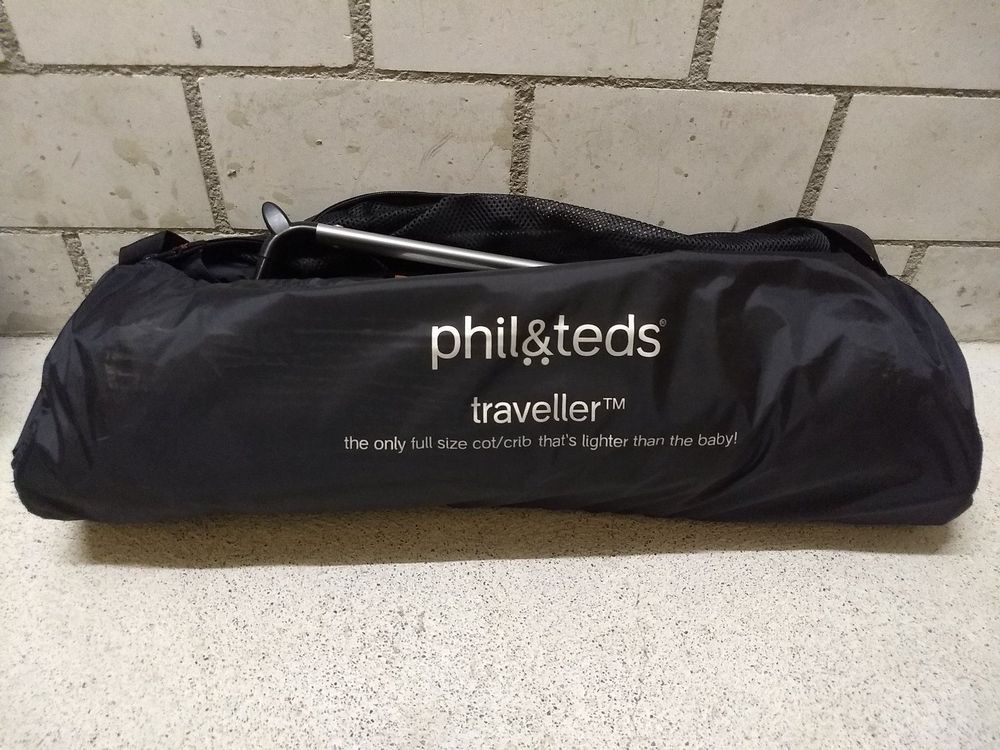 phil&teds®
traveller™
the only full size cot/crib that's lighter than the baby!